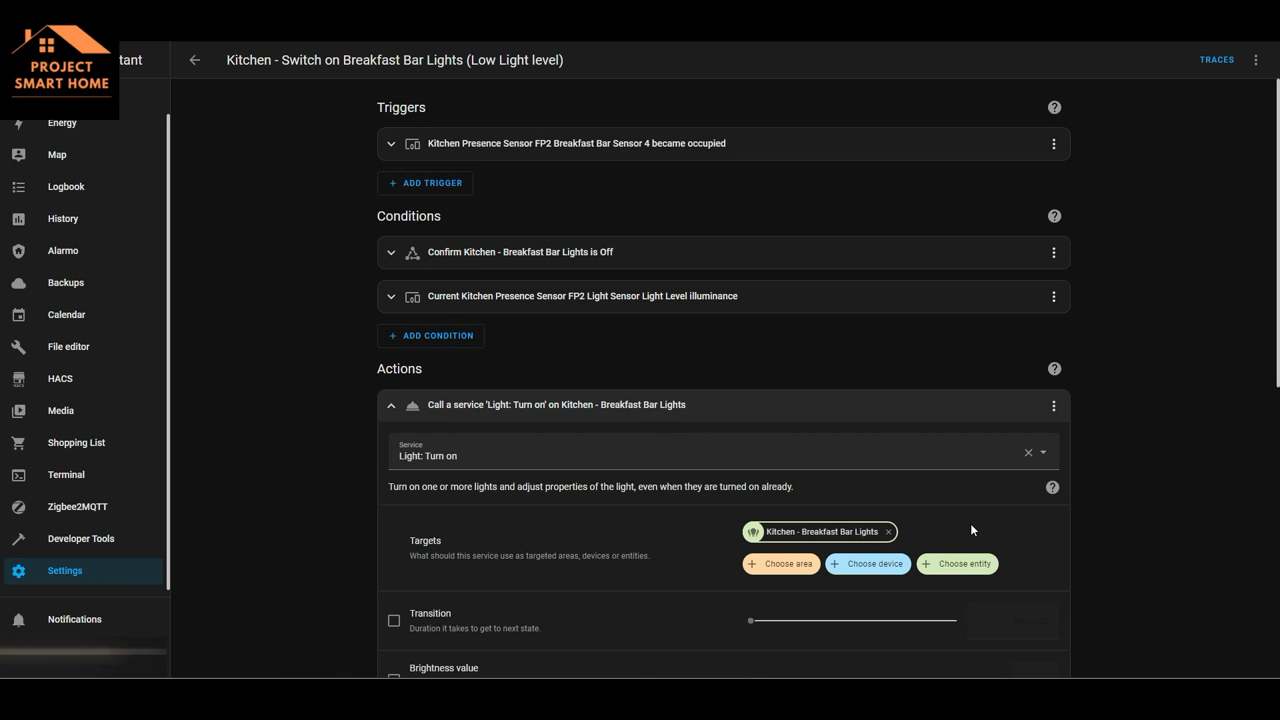 PROJECT
SMART HOME
tant
Kitchen - Switch on Breakfast Bar Lights (Low Light level)
TRACES
Energy
Map
Logbook
History
Alarmo
Backups
Calendar
File editor
HACS
Media
Shopping List
Terminal
Zigbee2MQTT
Developer Tools
Settings
Notifications
Triggers
Kitchen Presence Sensor FP2 Breakfast Bar Sensor 4 became occupied
+ ADD TRIGGER
Conditions
Confirm Kitchen - Breakfast Bar Lights is Off
Current Kitchen Presence Sensor FP2 Light Sensor Light Level illuminance
+ ADD CONDITION
Actions
Call a service 'Light: Turn on' on Kitchen - Breakfast Bar Lights
Service
Light: Turn on
Turn on one or more lights and adjust properties of the light, even when they are turned on already.
Targets
What should this service use as targeted areas, devices or entities.
Kitchen - Breakfast Bar Lights
+ Choose area
+ Choose device
+ Choose entity
Transition
Duration it takes to get to next state.
Brightness value